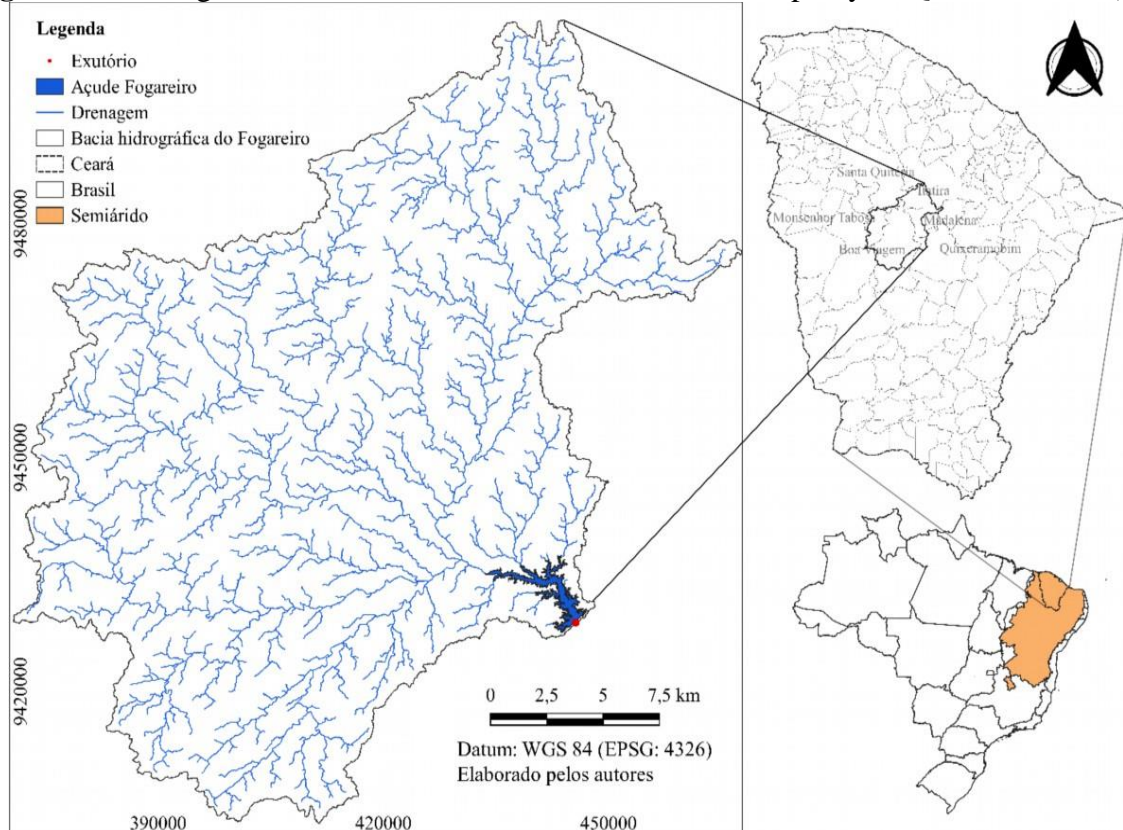 Legenda
Exutório
Açude Fogareiro
Drenagem
Bacia hidrográfica do Fogareiro
Ceará
Brasil
Semiárido
9480000
9450000
9420000
390000
420000
450000
0 2,5 5 7,5 km
Datum: WGS 84 (EPSG: 4326)
Elaborado pelos autores
Santa Quitéria
Itatira
Monsenhor Tabosa
Madalena
Boa Viagem
Quixeramobim